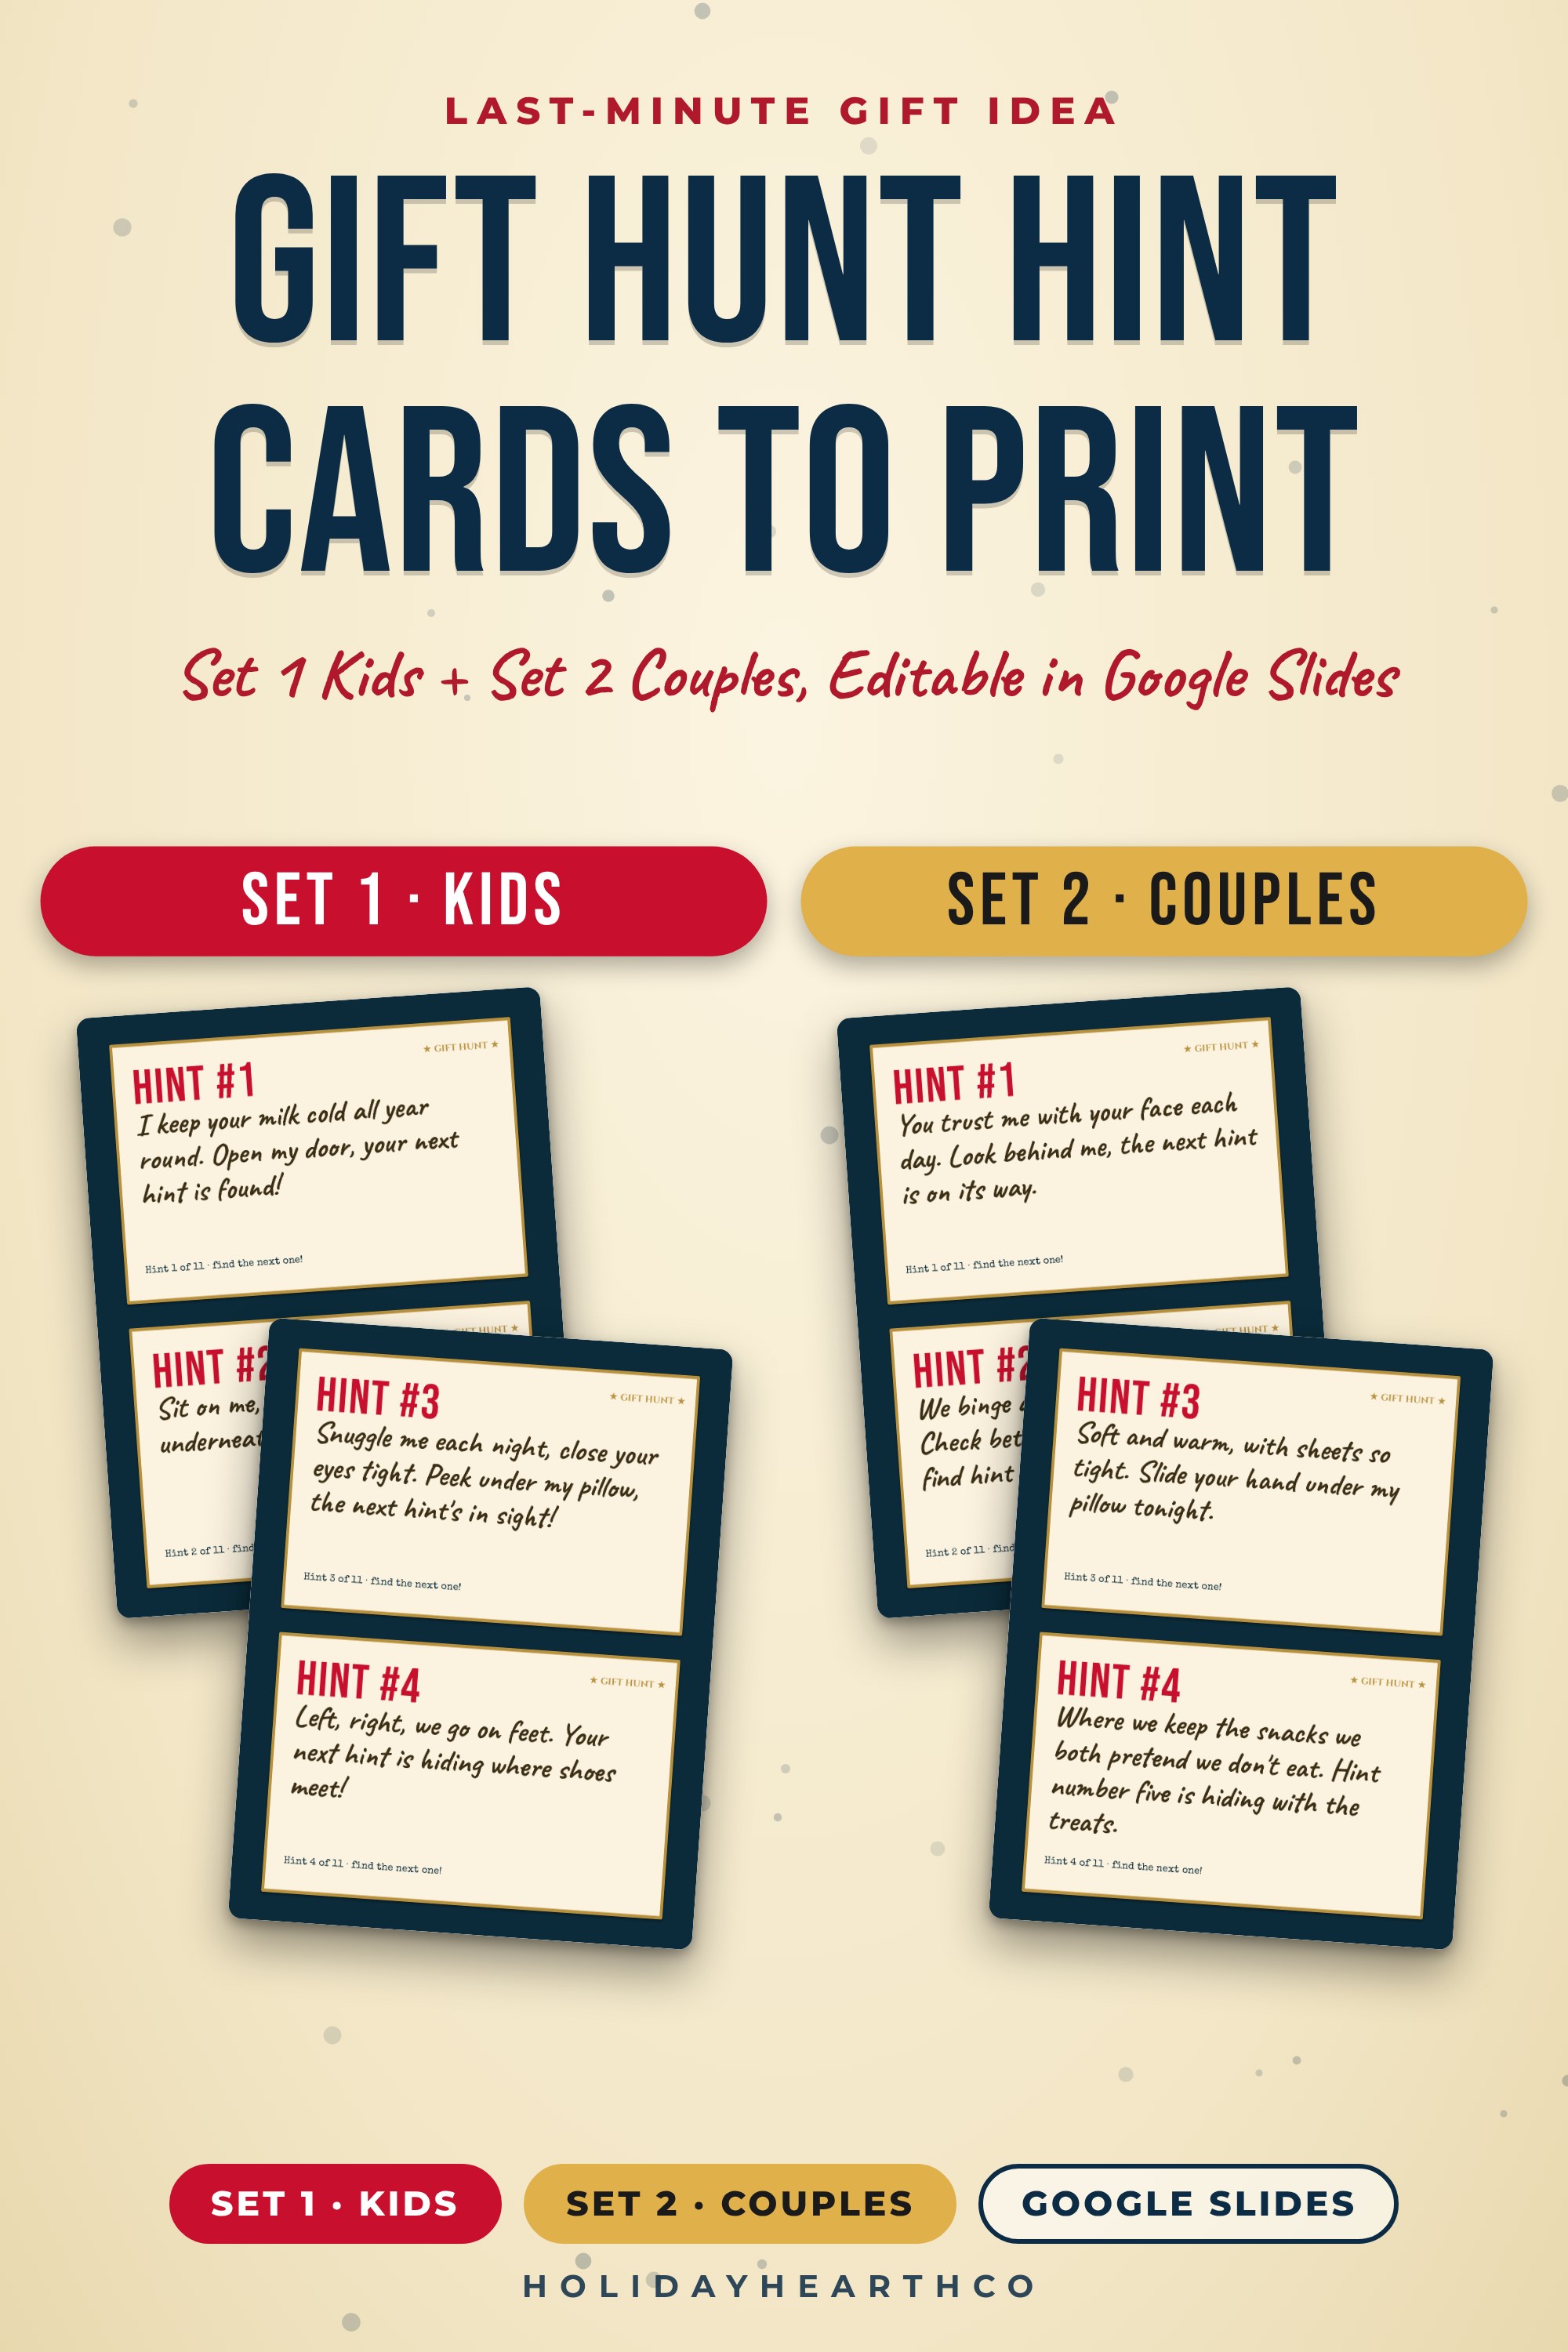 LAST-MINUTE GIFT IDEA
GIFT HUNT HINT
CARDS TO PRINT
Set 1 Kids + Set 2 Couples, Editable in Google Slides
SET 1 · KIDS
★ GIFT HUNT ★
HINT #1
I keep your milk cold all year
round. Open my door, your next
hint is found!
Hint 1 of 11 · find the next one!
HINT #2
Sit on me,
Hint 2 of 11 · find
★ GIFT HUNT ★
HINT #3
Snuggle me each night, close your
eyes tight. Peek under my pillow,
the next hint's in sight!
Hint 3 of 11 · find the next one!
★ GIFT HUNT ★
HINT #4
Left, right, we go on feet. Your
next hint is hiding where shoes
meet!
Hint 4 of 11 · find the next one!
SET 2 · COUPLES
★ GIFT HUNT ★
HINT #1
You trust me with your face each
day. Look behind me, the next hint
is on its way.
Hint 1 of 11 · find the next one!
HINT #2
We binge
Check
find hint
Hint 2 of 11 · find
★ GIFT HUNT ★
HINT #3
Soft and warm, with sheets so
tight. Slide your hand under my
pillow tonight.
Hint 3 of 11 · find the next one!
★ GIFT HUNT ★
HINT #4
Where we keep the snacks we
both pretend we don't eat. Hint
number five is hiding with the
treats.
Hint 4 of 11 · find the next one!
SET 1 · KIDS
SET 2 · COUPLES
GOOGLE SLIDES
HOLIDAYHEARTHCO